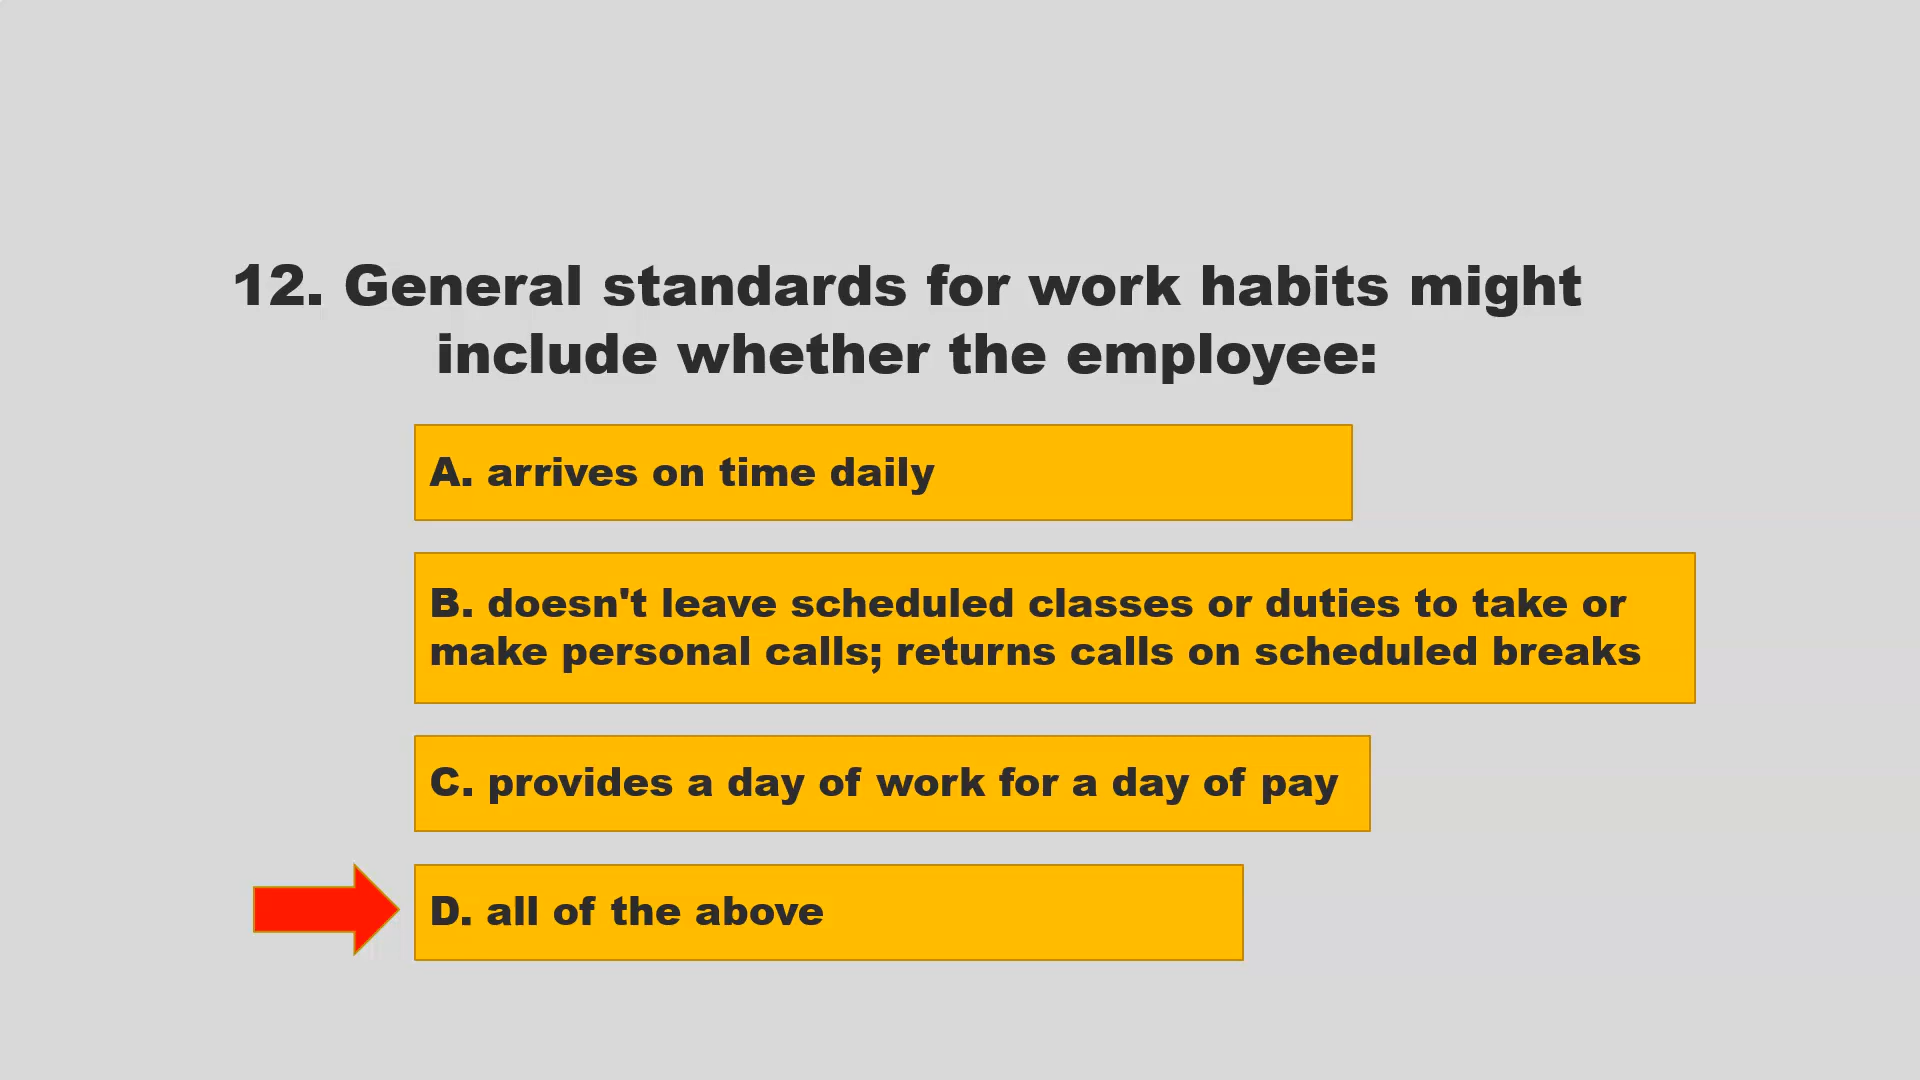 12. General standards for work habits might
include whether the employee:
A. arrives on time daily
B. doesn't leave scheduled classes or duties to take or
make personal calls; returns calls on scheduled breaks
C. provides a day of work for a day of pay
D. all of the above